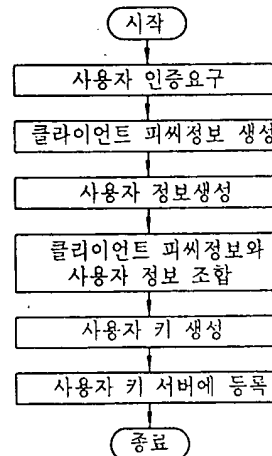 시작
사용자 인증요구
클라이언트 피씨정보 생성
사용자 정보생성
클리이언트 피씨정보와
사용자 정보 조합
사용자 키 생성
사용자 키 서버에 등록
종료